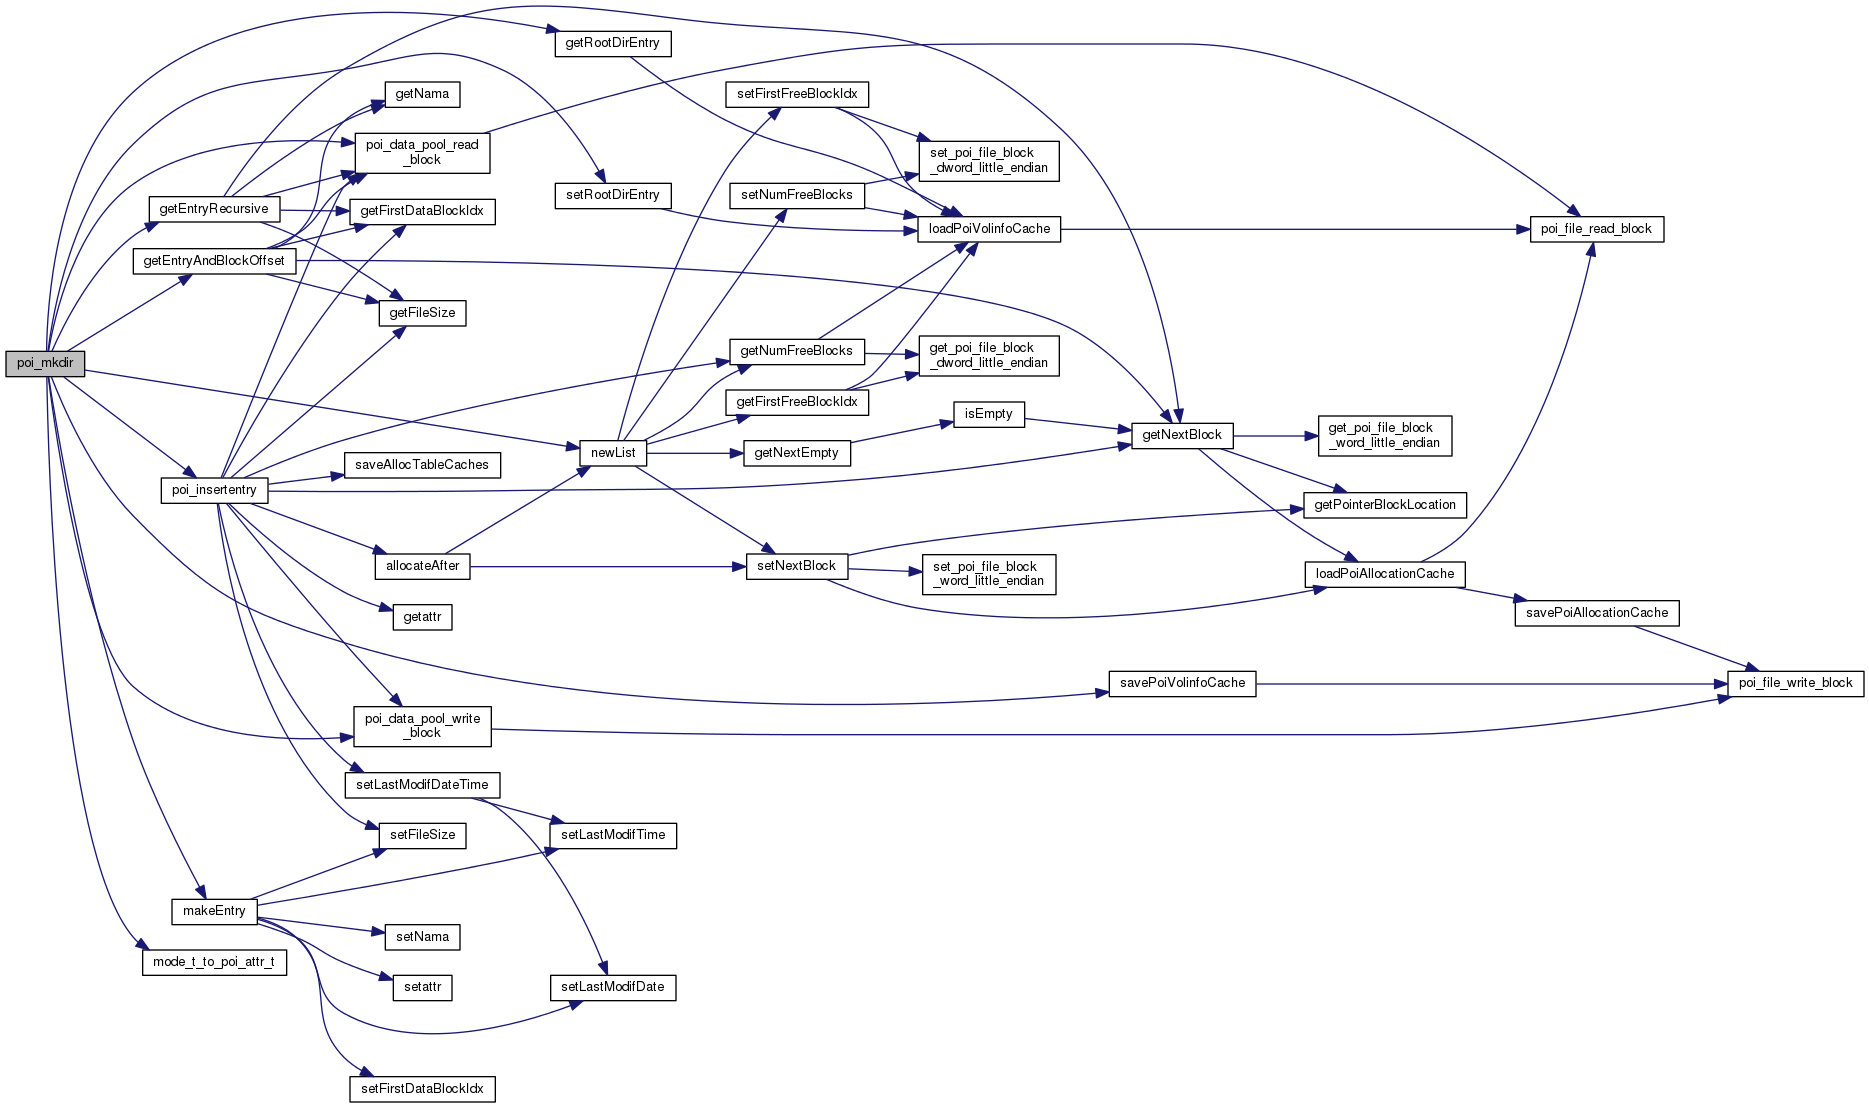 getRootDirEntry
getNama
setFirstFreeBlockIdx
poi_data_pool_read
_block
set_poi_file_block
_dword_little_endian
setRootDirEntry
setNumFreeBlocks
getEntryRecursive
getFirstDataBlockIdx
loadPoiVolinfoCache
poi_file_read_block
getEntryAndBlockOffset
getFileSize
getNumFreeBlocks
get_poi_file_block
_dword_little_endian
poi_mkdir
getFirstFreeBlockIdx
isEmpty
getNextBlock
get_poi_file_block
_word_little_endian
newList
getNextEmpty
saveAllocTableCaches
poi_insertentry
getPointerBlockLocation
allocateAfter
setNextBlock
set_poi_file_block
_word_little_endian
loadPoiAllocationCache
getattr
savePoiAllocationCache
savePoiVolinfoCache
poi_file_write_block
poi_data_pool_write
_block
setLastModifDateTime
setFileSize
setLastModifTime
makeEntry
setNama
mode_t_to_poi_attr_t
setattr
setLastModifDate
setFirstDataBlockIdx